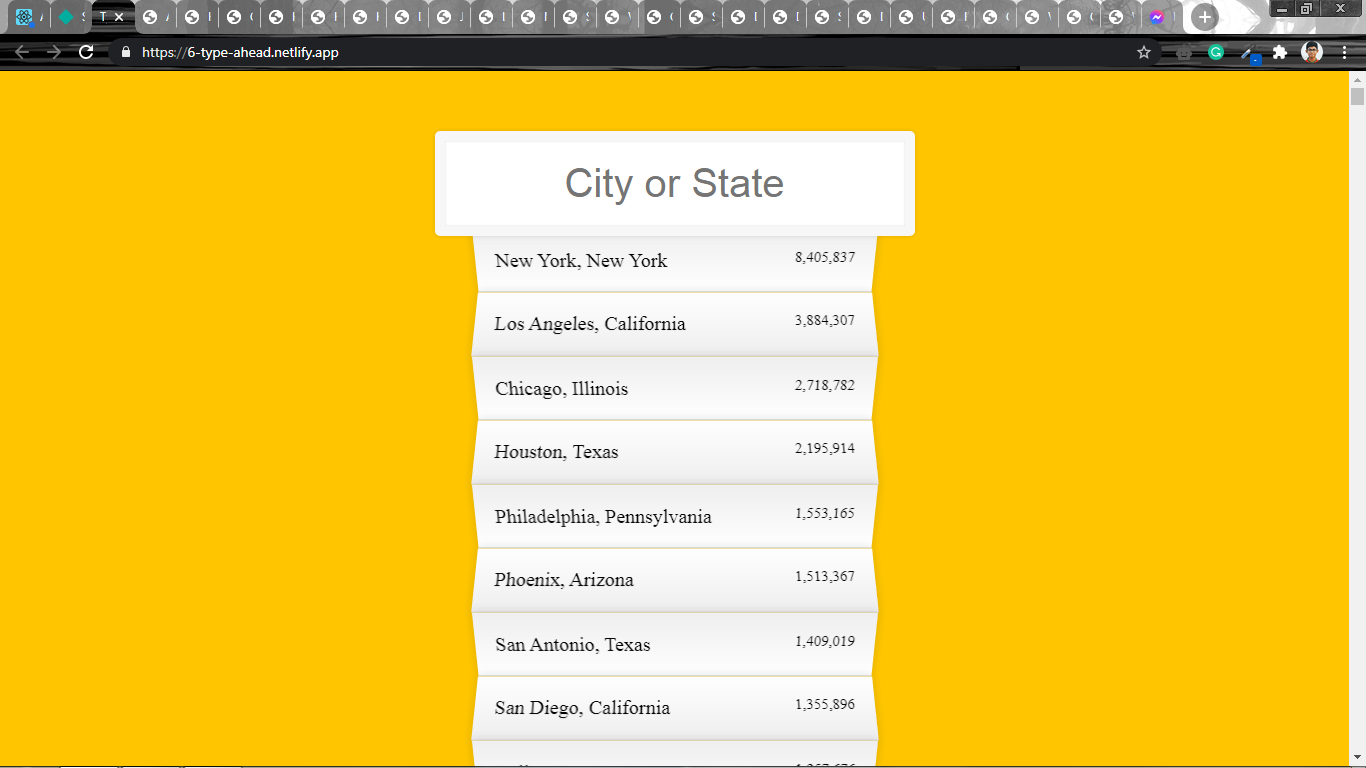 https://6-type-ahead.netlify.app
City or State
New York, New York 8,405,837
Los Angeles, California 3,884,307
Chicago, Illinois 2,718,782
Houston, Texas 2,195,914
Philadelphia, Pennsylvania 1,553,165
Phoenix, Arizona 1,513,367
San Antonio, Texas 1,409,019
San Diego, California 1,355,896